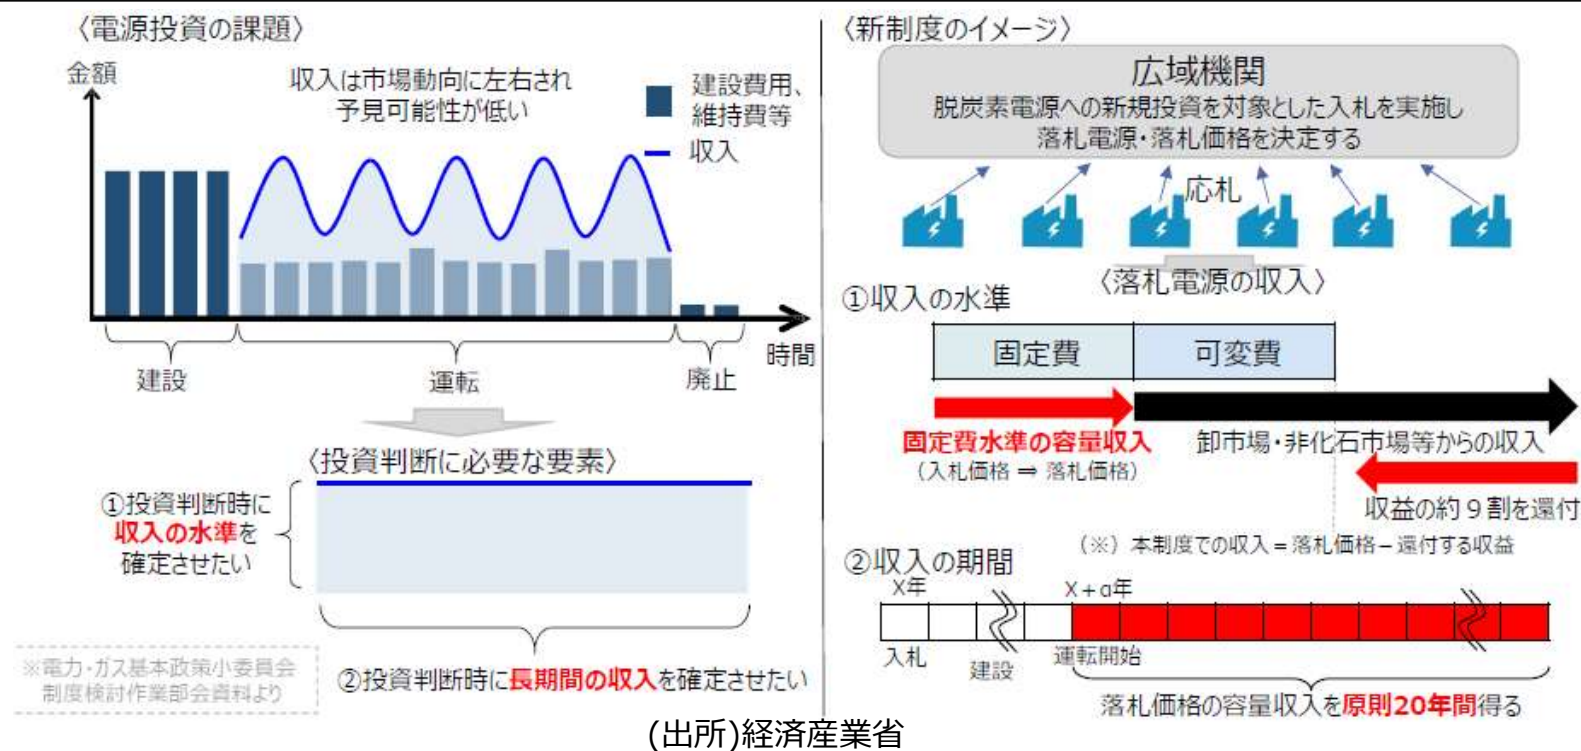 〈電源投資の課題〉
金額
収入は市場動向に左右され
予見可能性が低い
建設費用、
維持費等
収入
時間
建設
運転
廃止
〈投資判断に必要な要素〉
①投資判断時に
収入の水準を
確定させたい
②投資判断時に長期間の収入を確定させたい
※電力・ガス基本政策小委員会
制度検討作業部会資料より
〈新制度のイメージ〉
広域機関
脱炭素電源への新規投資を対象とした入札を実施し
落札電源・落札価格を決定する
応札
〈落札電源の収入〉
①収入の水準
固定費
可変費
固定費水準の容量収入
(入札価格 ⇒ 落札価格)
卸市場・非化石市場等からの収入
収益の約9割を還付
(※) 本制度での収入=落札価格-還付する収益
②収入の期間
X年
X+α年
入札
建設
運転開始
落札価格の容量収入を原則20年間得る
(出所)経済産業省